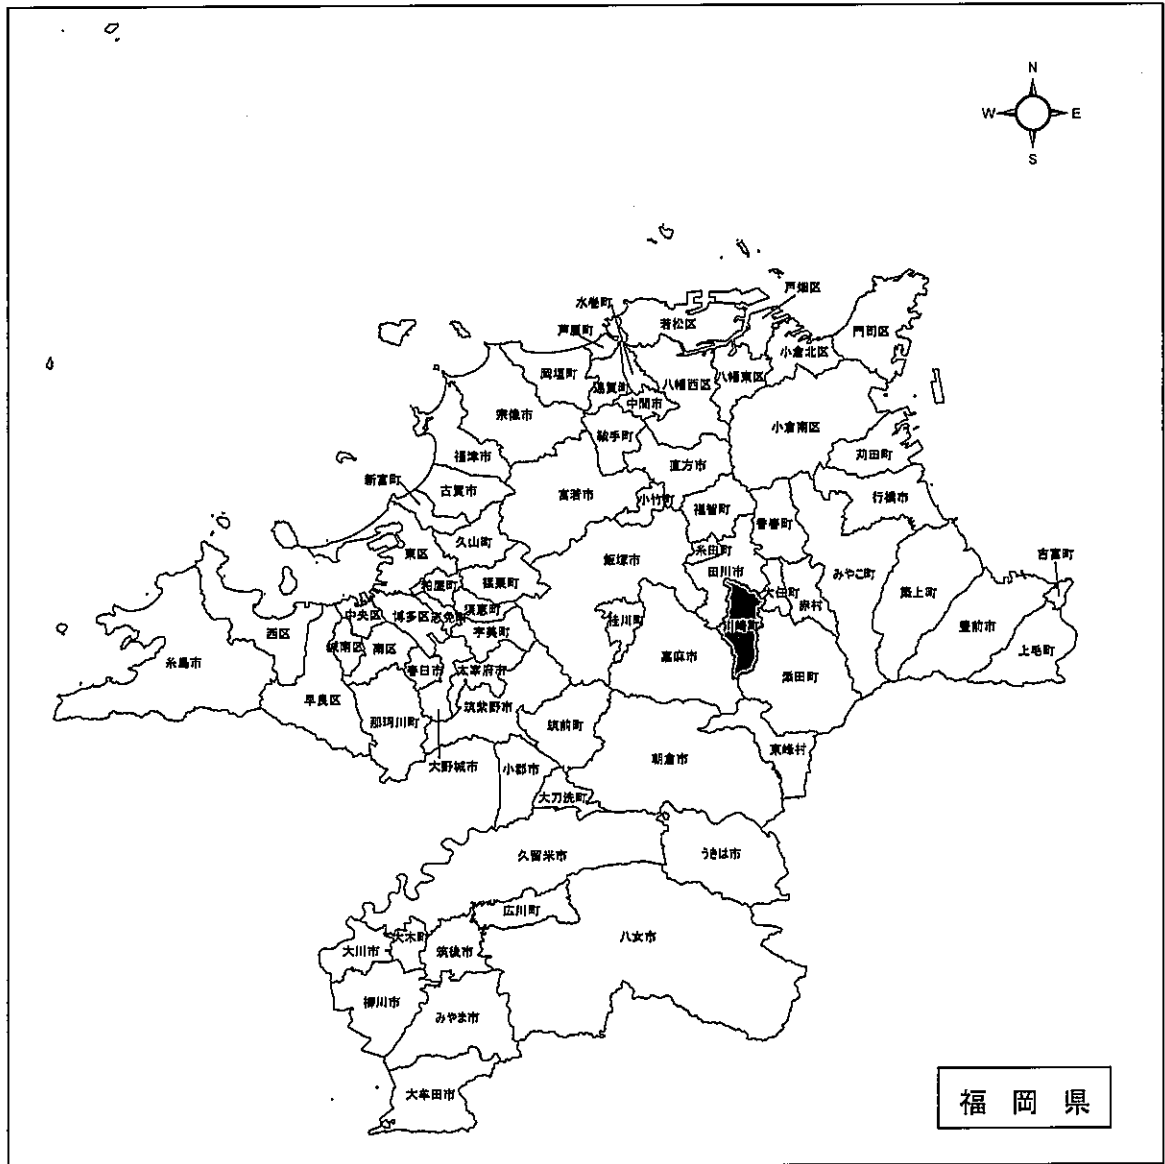 N
W
E
S
戸畑区
水巻町
若松区
芦屋町
門司区
小倉北区
岡垣町
遠賀町
八幡西区
八幡東区
中間市
宗像市
小倉南区
鞍手町
苅田町
福津市
直方市
新宮町
古賀市
宮若市
小竹町
行橋市
福智町
香春町
久山町
東区
糸田町
吉富町
飯塚市
田川市
みやこ町
粕屋町
篠栗町
大任町
築上町
赤村
須恵町
中央区
博多区
志免町
桂川町
川崎町
西区
宇美町
豊前市
城南区
南区
嘉麻市
上毛町
糸島市
春日市
太宰府市
添田町
早良区
筑紫野市
那珂川町
筑前町
東峰村
朝倉市
大野城市
小郡市
大刀洗町
久留米市
うきは市
広川町
八女市
大木町
大川市
筑後市
柳川市
みやま市
大牟田市
福岡県